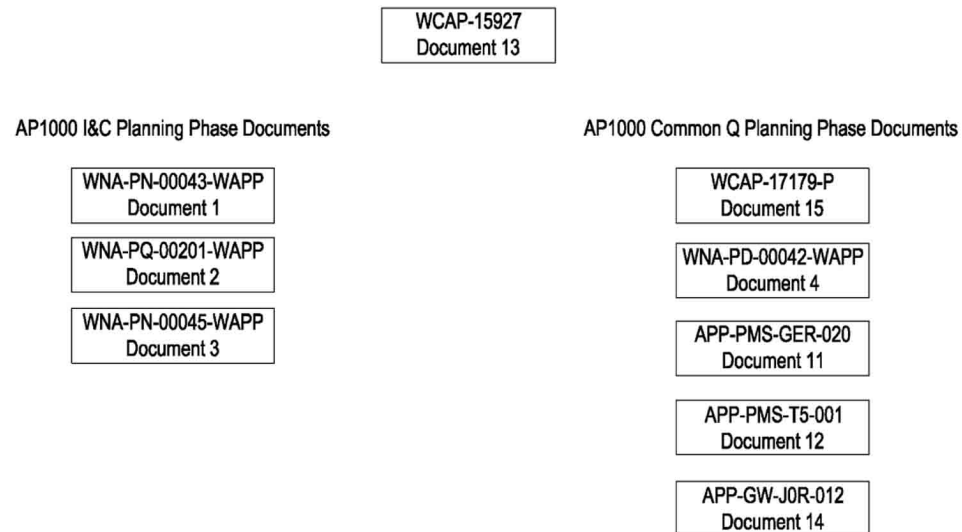 WCAP-15927
Document 13
AP1000 I&C Planning Phase Documents
WNA-PN-00043-WAPP
Document 1
WNA-PQ-00201-WAPP
Document 2
WNA-PN-00045-WAPP
Document 3
AP1000 Common Q Planning Phase Documents
WCAP-17179-P
Document 15
WNA-PD-00042-WAPP
Document 4
APP-PMS-GER-020
Document 11
APP-PMS-T5-001
Document 12
APP-GW-J0R-012
Document 14